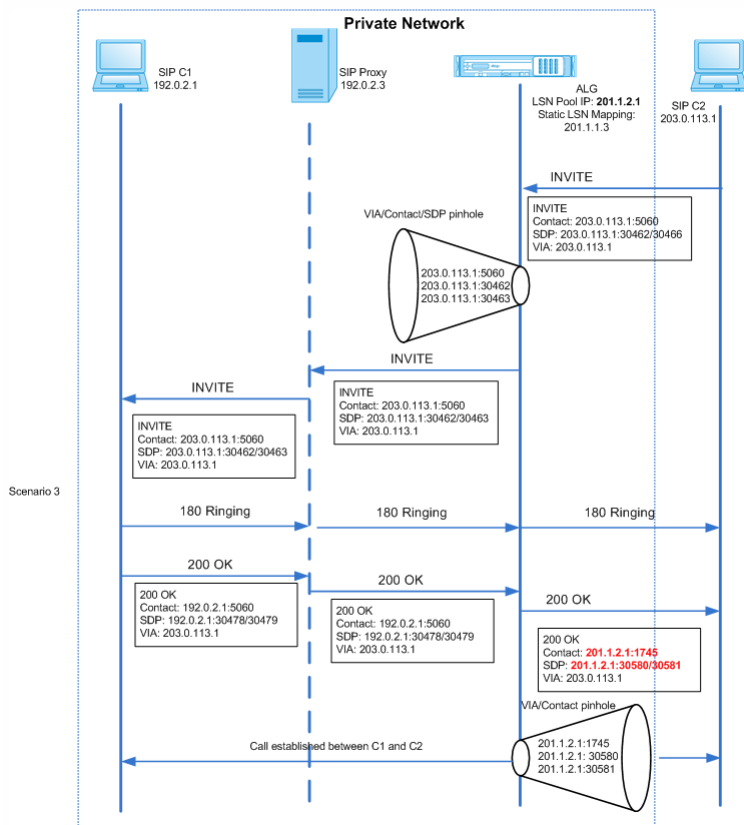 Private Network
SIP C1
192.0.2.1
SIP Proxy
192.0.2.3
ALG
LSN Pool IP: 201.1.2.1
Static LSN Mapping:
201.1.1.3
SIP C2
203.0.113.1
INVITE
INVITE
Contact: 203.0.113.1:5060
SDP: 203.0.113.1:30462/30466
VIA: 203.0.113.1
VIA/Contact/SDP pinhole
203.0.113.1:5060
203.0.113.1:30462
203.0.113.1:30463
INVITE
INVITE
Contact: 203.0.113.1:5060
SDP: 203.0.113.1:30462/30463
VIA: 203.0.113.1
INVITE
INVITE
Contact: 203.0.113.1:5060
SDP: 203.0.113.1:30462/30463
VIA: 203.0.113.1
Scenario 3
180 Ringing
180 Ringing
180 Ringing
200 OK
200 OK
Contact: 192.0.2.1:5060
SDP: 192.0.2.1:30478/30479
VIA: 203.0.113.1
200 OK
200 OK
Contact: 192.0.2.1:5060
SDP: 192.0.2.1:30478/30479
VIA: 203.0.113.1
200 OK
200 OK
Contact: 201.1.2.1:1745
SDP: 201.1.2.1:30580/30581
VIA: 203.0.113.1
VIA/Contact pinhole
201.1.2.1:1745
201.1.2.1: 30580
201.1.2.1:30581
Call established between C1 and C2